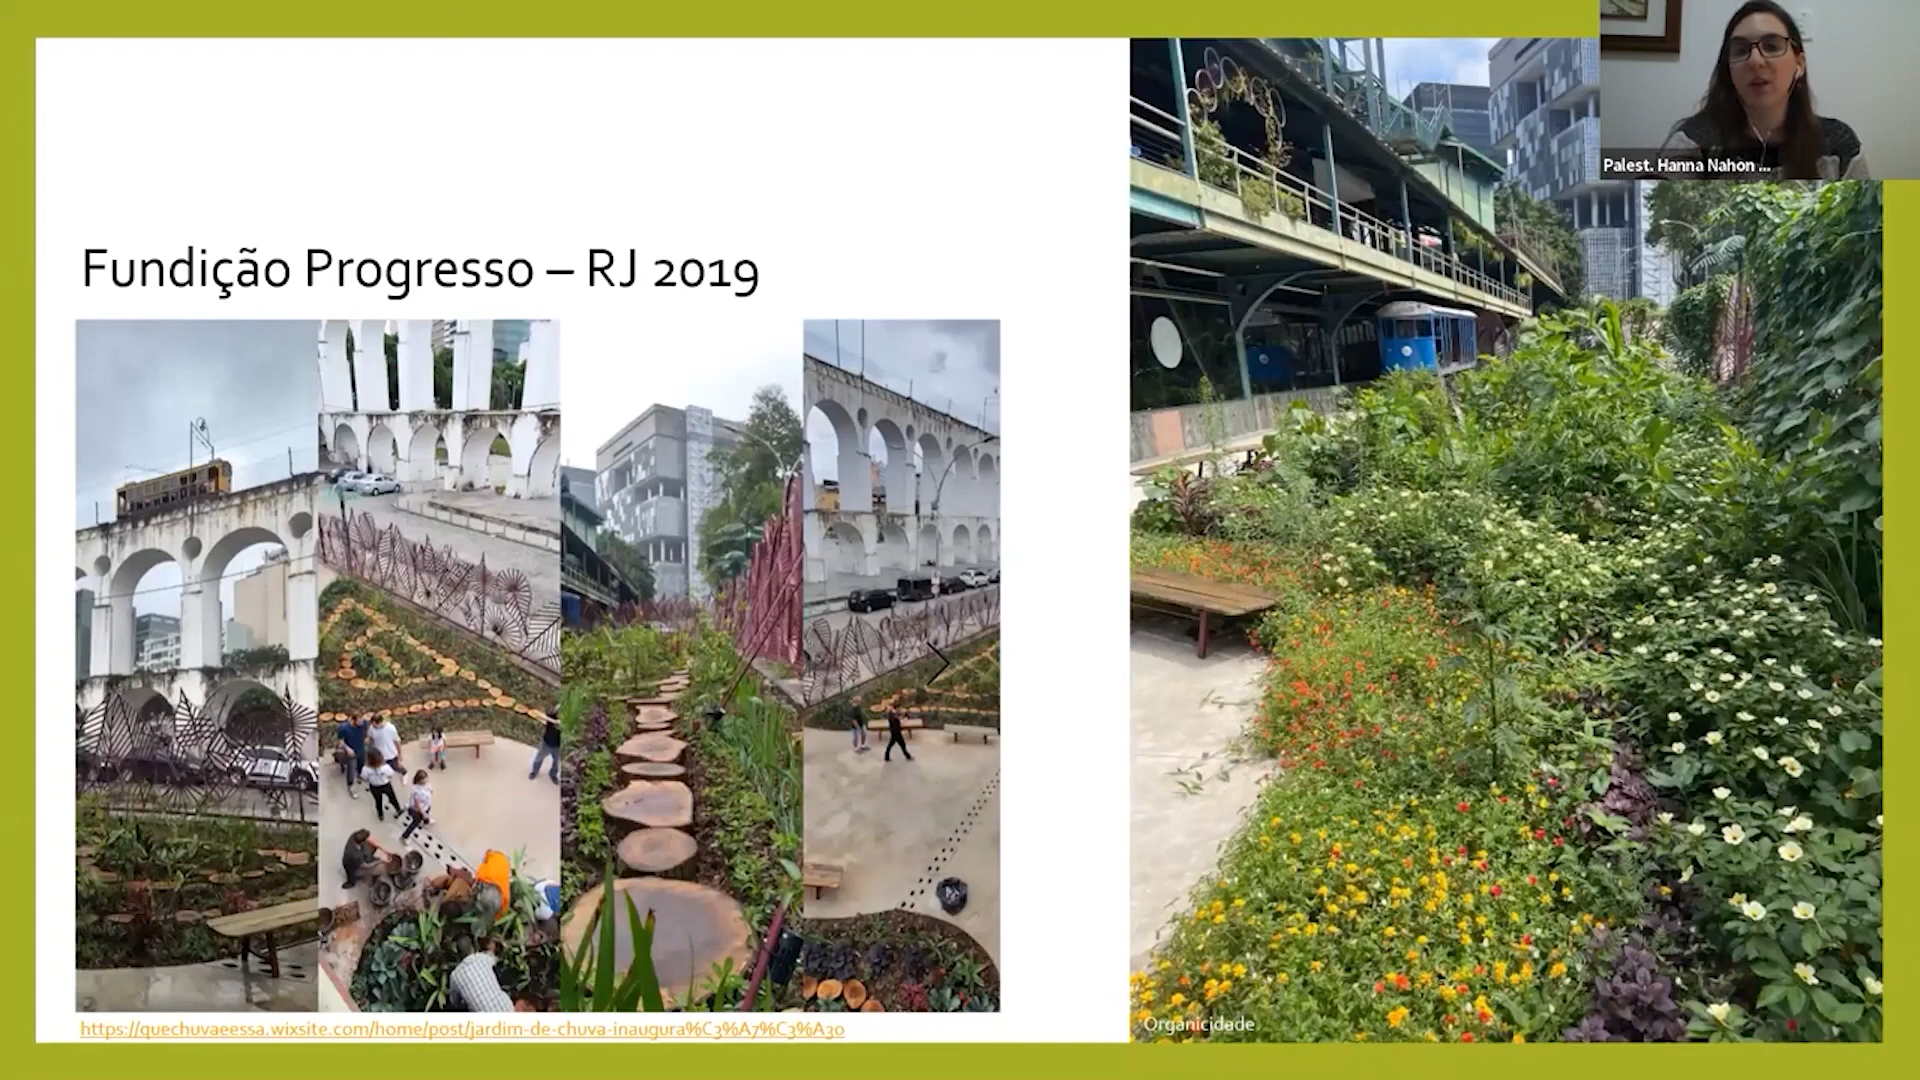 Palest. Hanna Nahon ...
Fundição Progresso – RJ 2019
https://quechuvaeessa.wixsite.com/home/post/jardim-de-chuva-inaugura%C3%A7%C3%A30
Organicidade